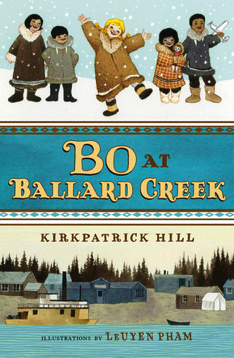 BO AT
BALLARD CREEK
KIRKPATRICK HILL
ILLUSTRATIONS BY LEUYEN PHAM